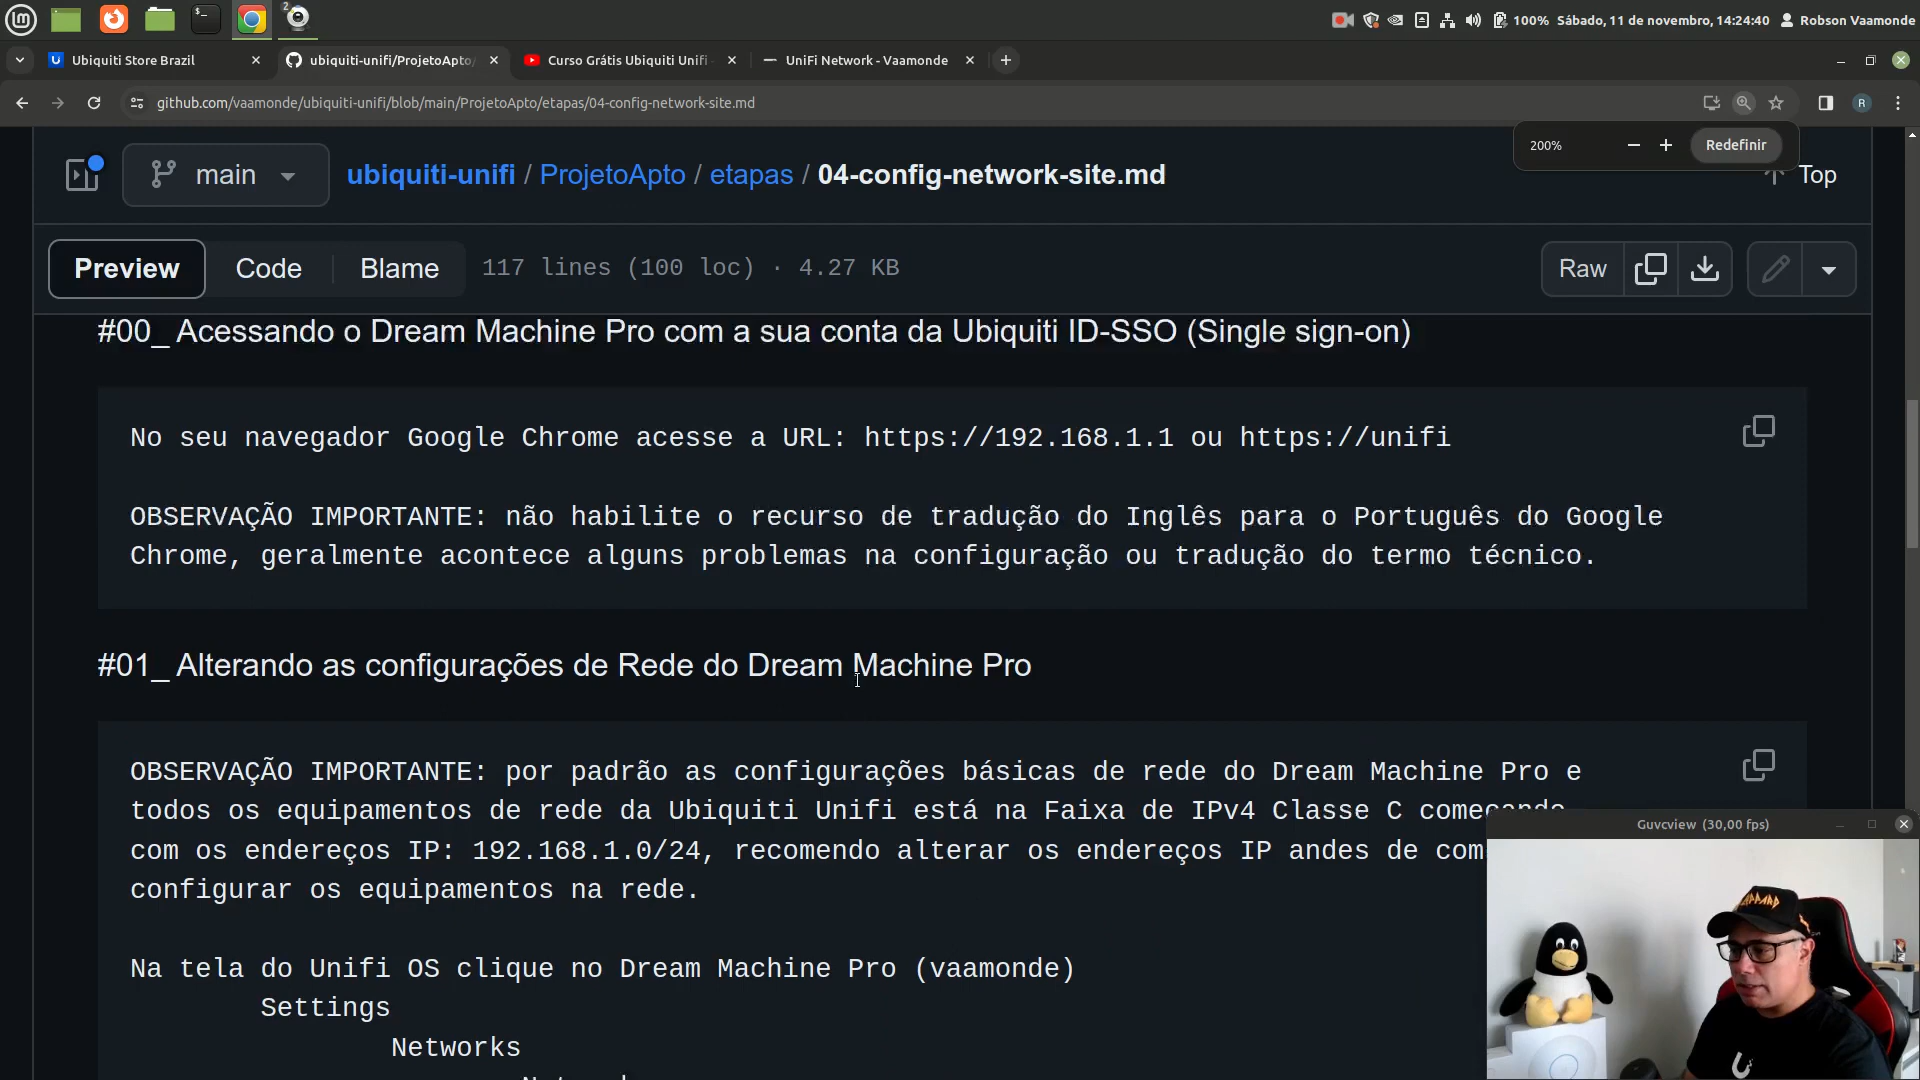 2
100% Sábado, 11 de novembro, 14:24:40 Robson Vaamonde
Ubiquiti Store Brazil
ubiquiti-unifi/ProjetoApto/
Curso Grátis Ubiquiti Unifi
UniFi Network - Vaamonde
github.com/vaamonde/ubiquiti-unifi/blob/main/ProjetoApto/etapas/04-config-network-site.md
R
200% Redefinir
main
ubiquiti-unifi / ProjetoApto / etapas / 04-config-network-site.md
Top
Preview Code Blame 117 lines (100 loc) · 4.27 KB
Raw
#00_ Acessando o Dream Machine Pro com a sua conta da Ubiquiti ID-SSO (Single sign-on)
No seu navegador Google Chrome acesse a URL: https://192.168.1.1 ou https://unifi
OBSERVAÇÃO IMPORTANTE: não habilite o recurso de tradução do Inglês para o Português do Google
Chrome, geralmente acontece alguns problemas na configuração ou tradução do termo técnico.
#01_ Alterando as configurações de Rede do Dream Machine Pro
OBSERVAÇÃO IMPORTANTE: por padrão as configurações básicas de rede do Dream Machine Pro e
todos os equipamentos de rede da Ubiquiti Unifi está na Faixa de IPv4 Classe C começando
com os endereços IP: 192.168.1.0/24, recomendo alterar os endereços IP andes de com
configurar os equipamentos na rede.
Na tela do Unifi OS clique no Dream Machine Pro (vaamonde)
Settings
Networks
Guvcview (30,00 fps)